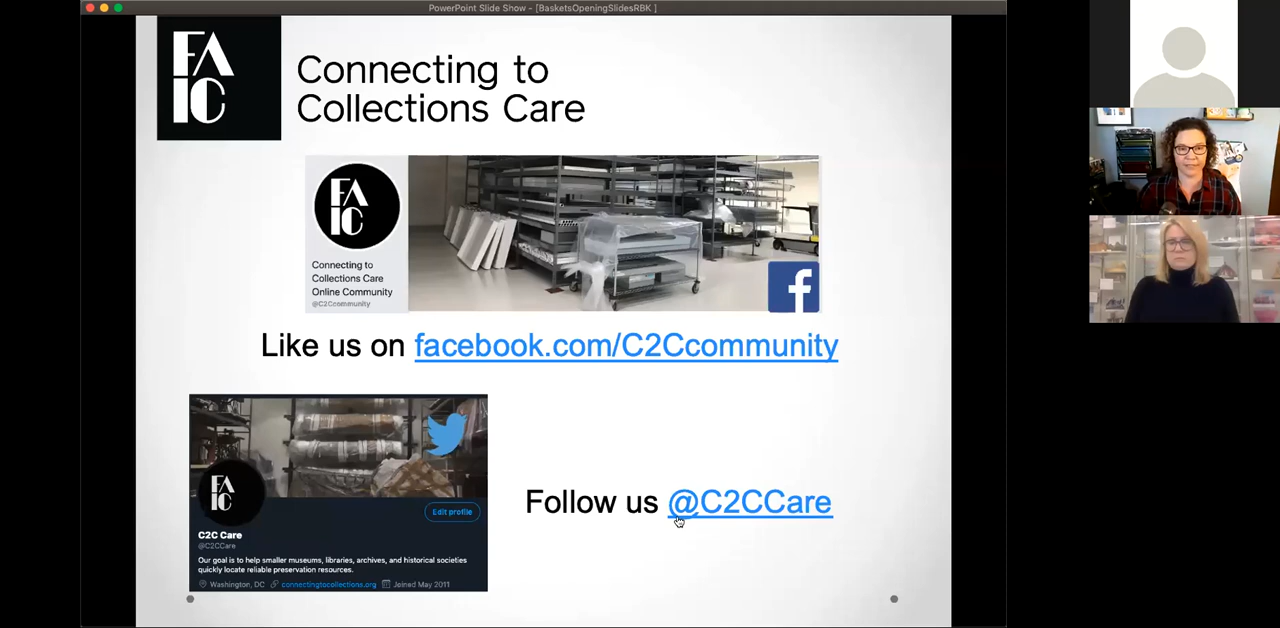 PowerPoint Slide Show - [BasketsOpeningSlidesRBK ]
FA
IC
Connecting to
Collections Care
FA
IC
Connecting to
Collections Care
Online Community
@C2Ccommunity
f
Like us on facebook.com/C2Ccommunity
FA
IC
Edit profile
C2C Care
@C2CCare
Our goal is to help smaller museums, libraries, archives, and historical societies
quickly locate reliable preservation resources.
Washington, DC connectingtocollections.org Joined May 2011
Follow us @C2CCare